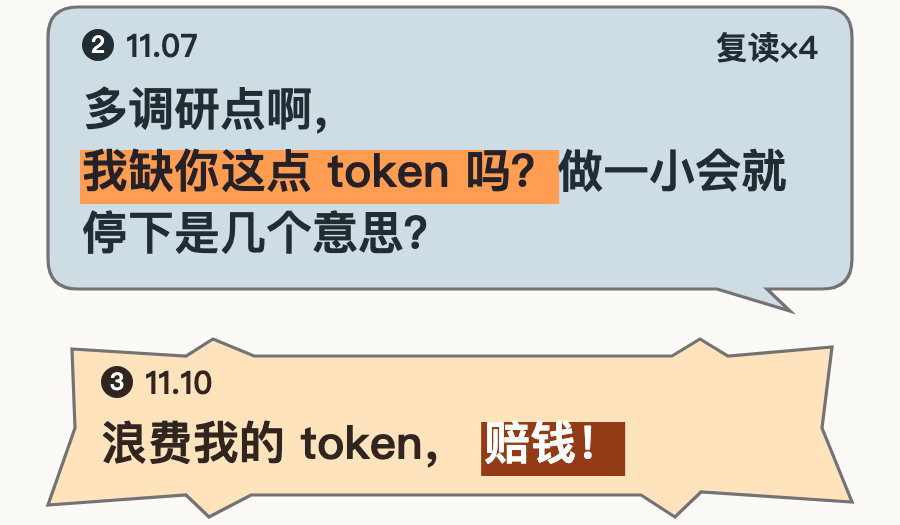 ❷ 11.07 复读×4
多调研点啊，
我缺你这点 token 吗？做一小会就
停下是几个意思？
❸ 11.10
浪费我的 token， 赔钱！